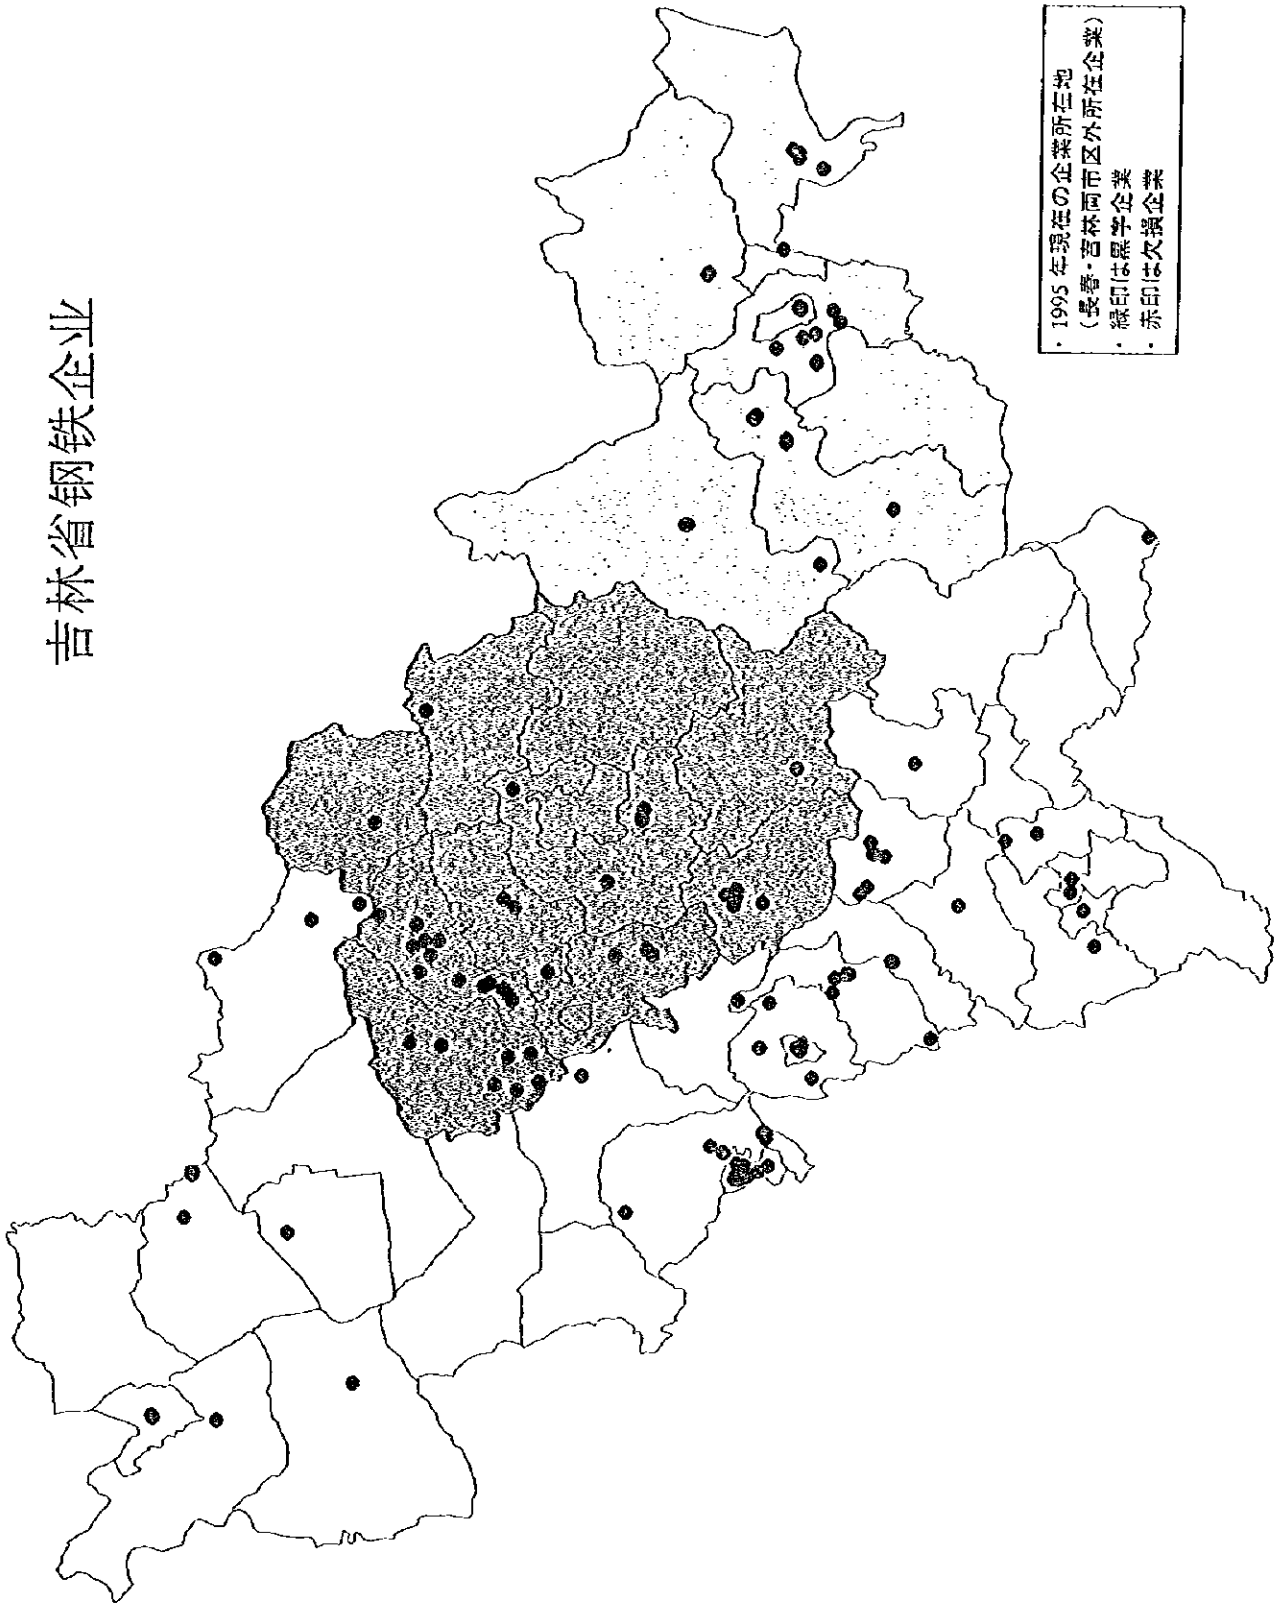 吉林省钢铁企业
・ 1995 年現在の企業所在地
(長春・吉林両市区外所在企業)
・ 緑印は黒字企業
・ 赤印は欠損企業